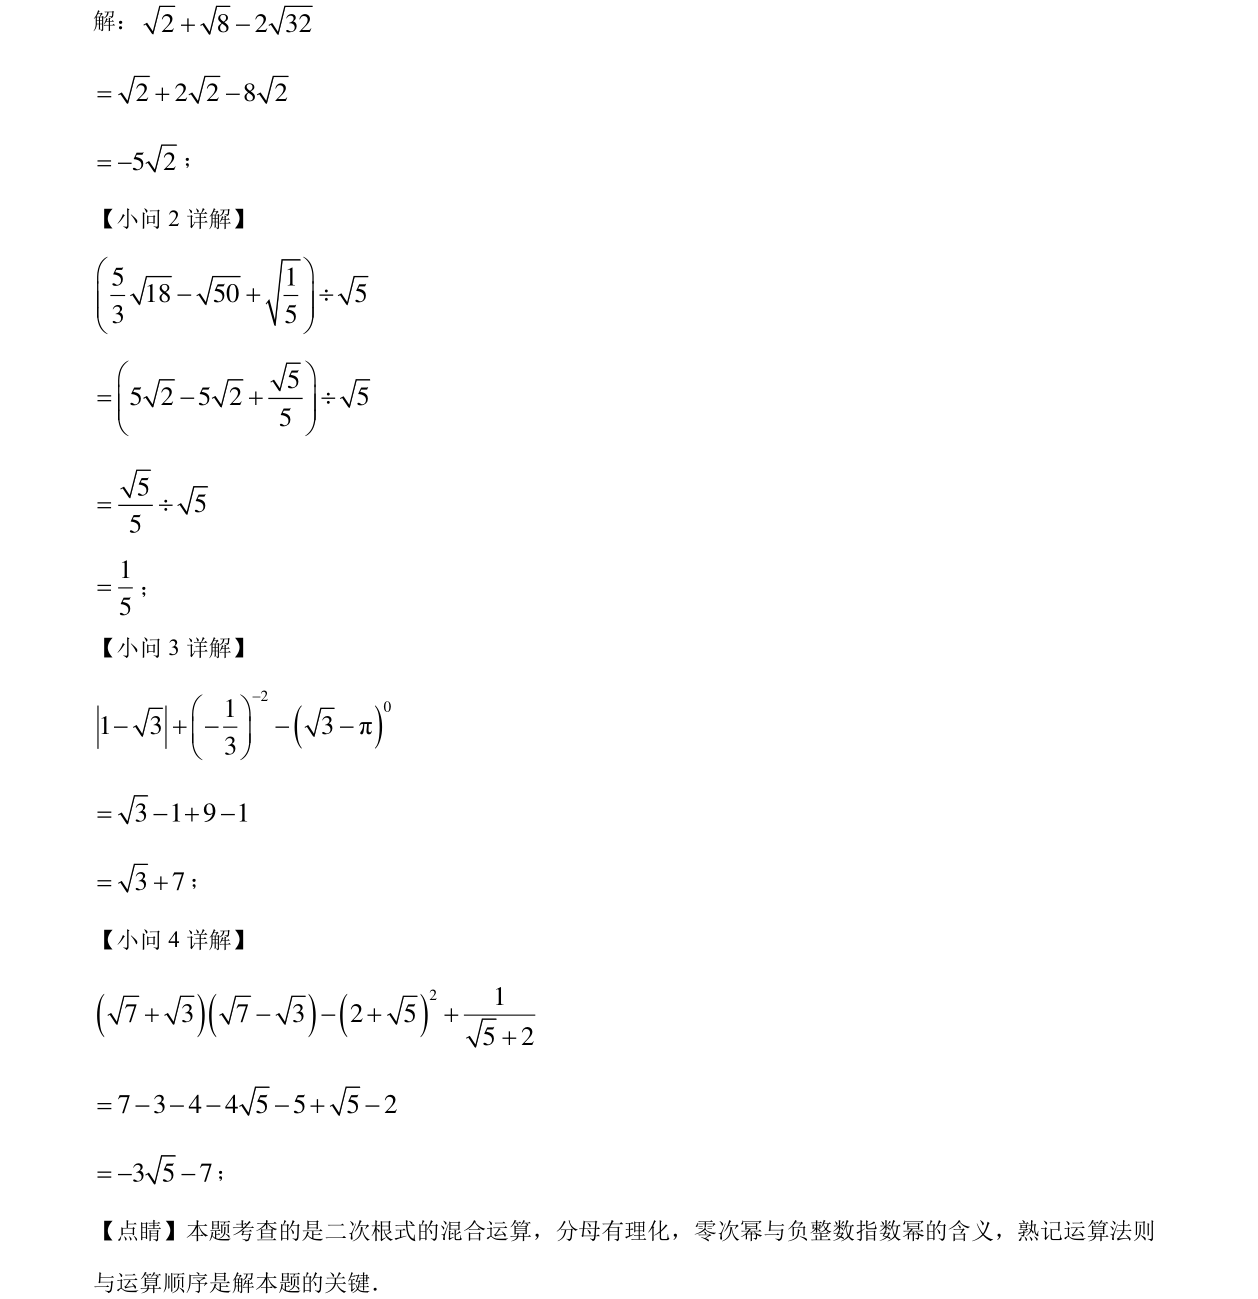 解：√2+√8−2√32
=√2+2√2−8√2
=−5√2；
【小问 2 详解】
(5/3√18−√50+√(1/5))÷√5
=(5√2−5√2+√5/5)÷√5
=√5/5÷√5
=1/5；
【小问 3 详解】
|1−√3|+(−1/3)⁻²−(√3−π)⁰
=√3−1+9−1
=√3+7；
【小问 4 详解】
(√7+√3)(√7−√3)−(2+√5)²+1/(√5+2)
=7−3−4−4√5−5+√5−2
=−3√5−7；
【点睛】本题考查的是二次根式的混合运算，分母有理化，零次幂与负整数指数幂的含义，熟记运算法则
与运算顺序是解本题的关键．